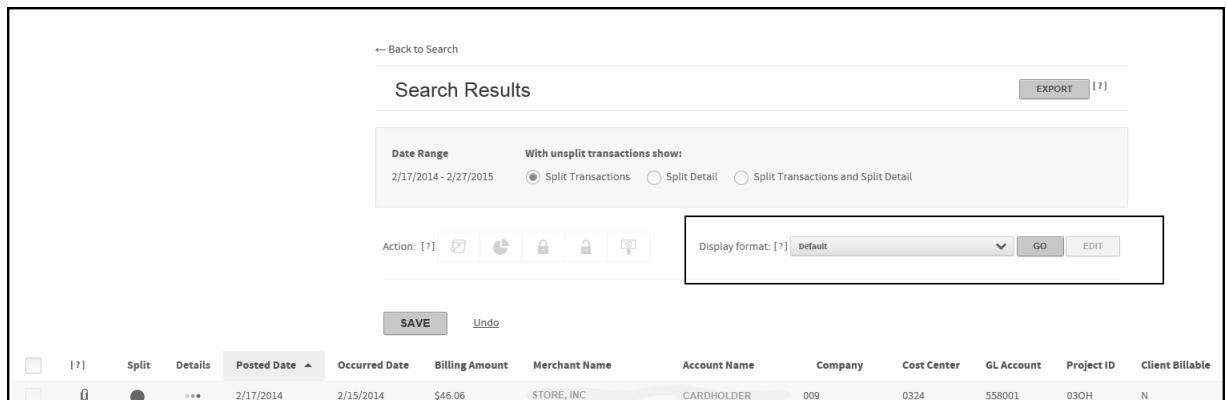 ← Back to Search
Search Results
EXPORT [?]
Date Range With unsplit transactions show:
2/17/2014 - 2/27/2015 Split Transactions Split Detail Split Transactions and Split Detail
Action: [?] Display format: [?] Default GO EDIT
SAVE Undo
[?] Split Details Posted Date ▲ Occurred Date Billing Amount Merchant Name Account Name Company Cost Center GL Account Project ID Client Billable
2/17/2014 2/15/2014 $46.06 STORE, INC CARDHOLDER 009 0324 558001 03OH N